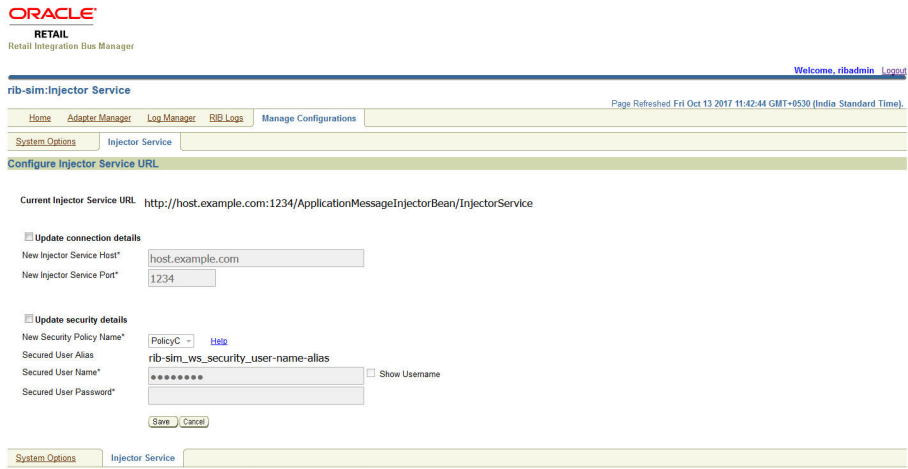 ORACLE®
RETAIL
Retail Integration Bus Manager
Welcome, ribadmin Logout
rib-sim:Injector Service
Page Refreshed Fri Oct 13 2017 11:42:44 GMT+0530 (India Standard Time).
Home Adapter Manager Log Manager RIB Logs Manage Configurations
System Options Injector Service
Configure Injector Service URL
Current Injector Service URL http://host.example.com:1234/ApplicationMessageInjectorBean/InjectorService
Update connection details
New Injector Service Host* host.example.com
New Injector Service Port* 1234
Update security details
New Security Policy Name* PolicyC Help
Secured User Alias rib-sim_ws_security_user-name-alias
Secured User Name* ●●●●●●●● Show Username
Secured User Password*
Save Cancel
System Options Injector Service